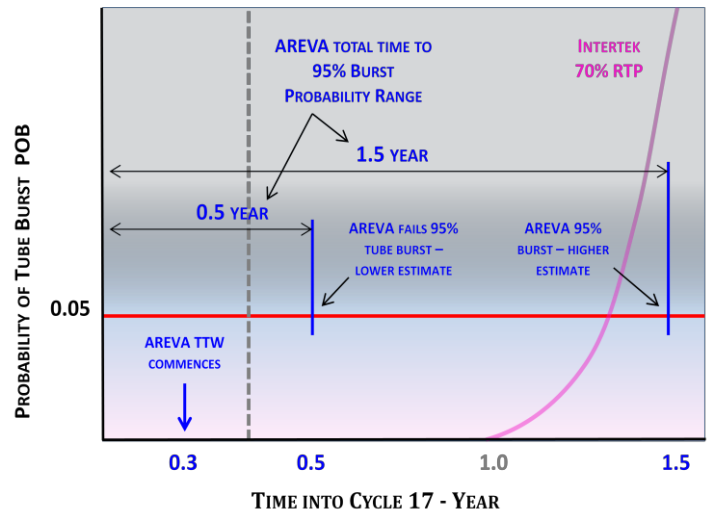 AREVA TOTAL TIME TO
95% BURST
PROBABILITY RANGE
INTERTEK
70% RTP
1.5 YEAR
0.5 YEAR
AREVA FAILS 95%
TUBE BURST –
LOWER ESTIMATE
AREVA 95%
BURST – HIGHER
ESTIMATE
PROBABILITY OF TUBE BURST POB
0.05
AREVA TTW
COMMENCES
0.3
0.5
1.0
1.5
TIME INTO CYCLE 17 - YEAR